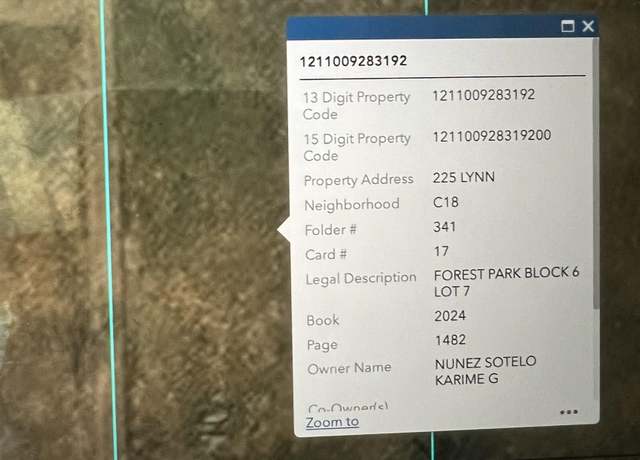 1211009283192
13 Digit Property 1211009283192
Code
15 Digit Property 121100928319200
Code
Property Address 225 LYNN
Neighborhood C18
Folder # 341
Card # 17
Legal Description FOREST PARK BLOCK 6
LOT 7
Book 2024
Page 1482
Owner Name NUNEZ SOTELO
KARIME G
Co-Owner(s)
Zoom to